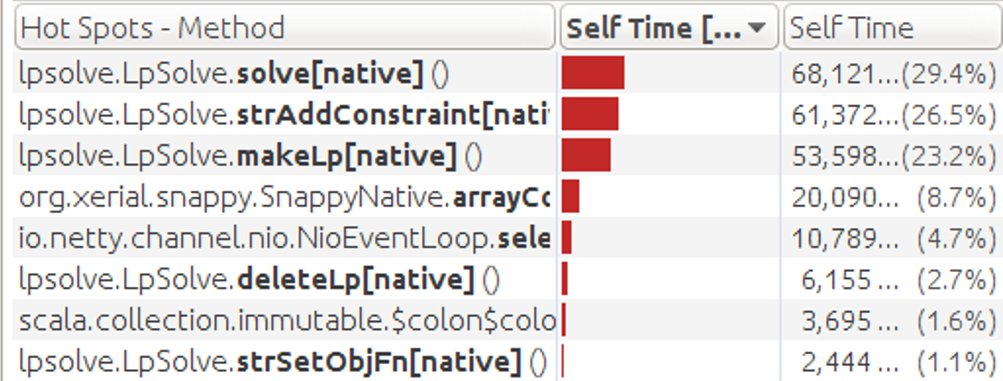 Hot Spots - Method Self Time [... Self Time
lpsolve.LpSolve.solve[native] () 68,121... (29.4%)
lpsolve.LpSolve.strAddConstraint[nati 61,372... (26.5%)
lpsolve.LpSolve.makeLp[native] () 53,598... (23.2%)
org.xerial.snappy.SnappyNative.arrayCo 20,090... (8.7%)
io.netty.channel.nio.NioEventLoop.sele 10,789... (4.7%)
lpsolve.LpSolve.deleteLp[native] () 6,155 ... (2.7%)
scala.collection.immutable.$colon$colo 3,695 ... (1.6%)
lpsolve.LpSolve.strSetObjFn[native] () 2,444 ... (1.1%)